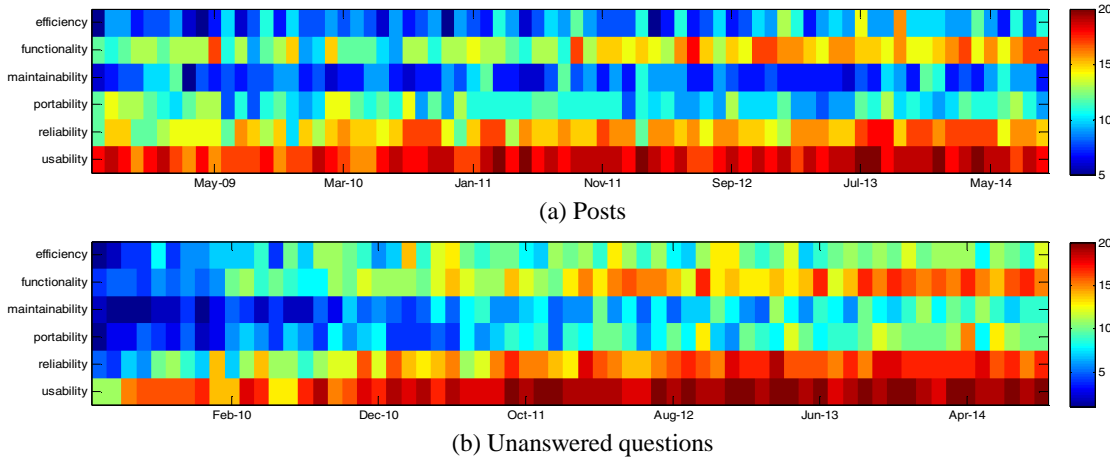 efficiency
functionality
maintainability
portability
reliability
usability
May-09 Mar-10 Jan-11 Nov-11 Sep-12 Jul-13 May-14
20
15
10
5
(a) Posts
efficiency
functionality
maintainability
portability
reliability
usability
Feb-10 Dec-10 Oct-11 Aug-12 Jun-13 Apr-14
20
15
10
5
(b) Unanswered questions